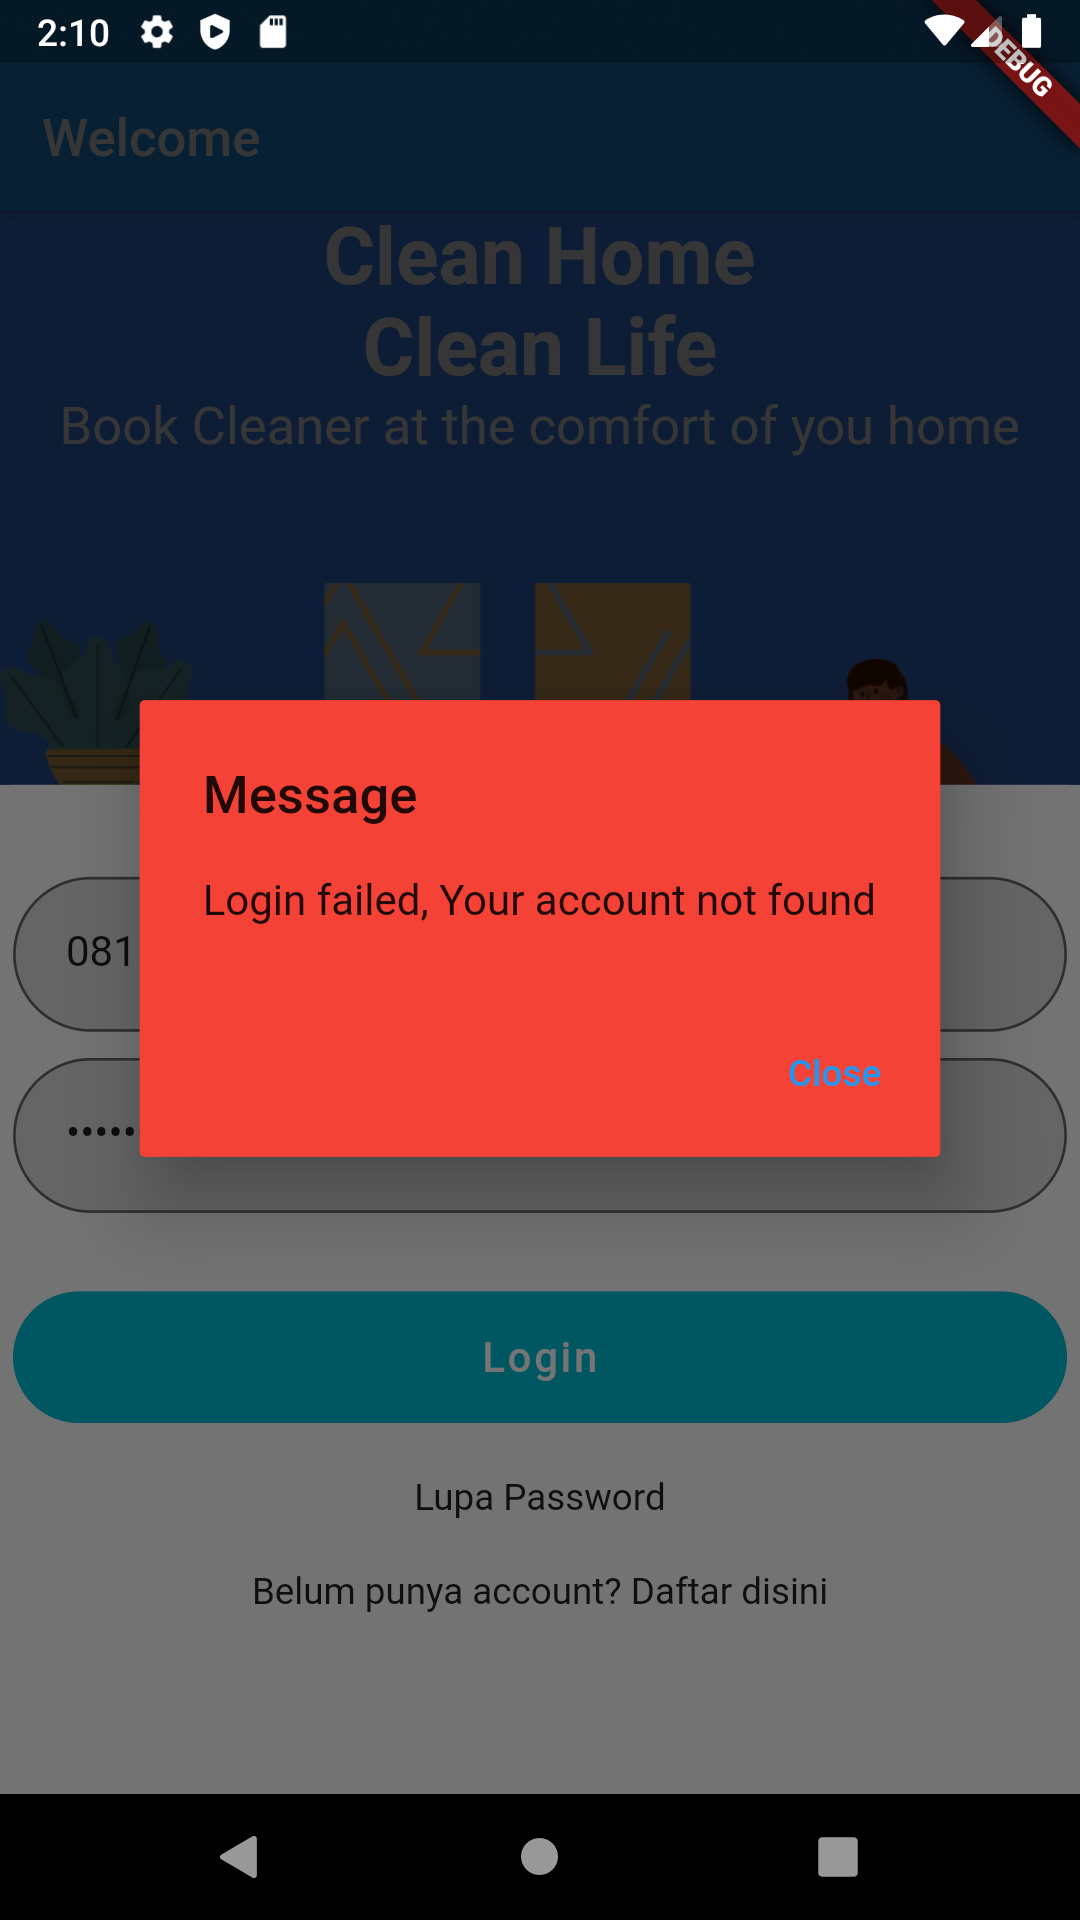 2:10
DEBUG
Welcome
Clean Home
Clean Life
Book Cleaner at the comfort of you home
Message
Login failed, Your account not found
081
•••••
Close
Login
Lupa Password
Belum punya account? Daftar disini